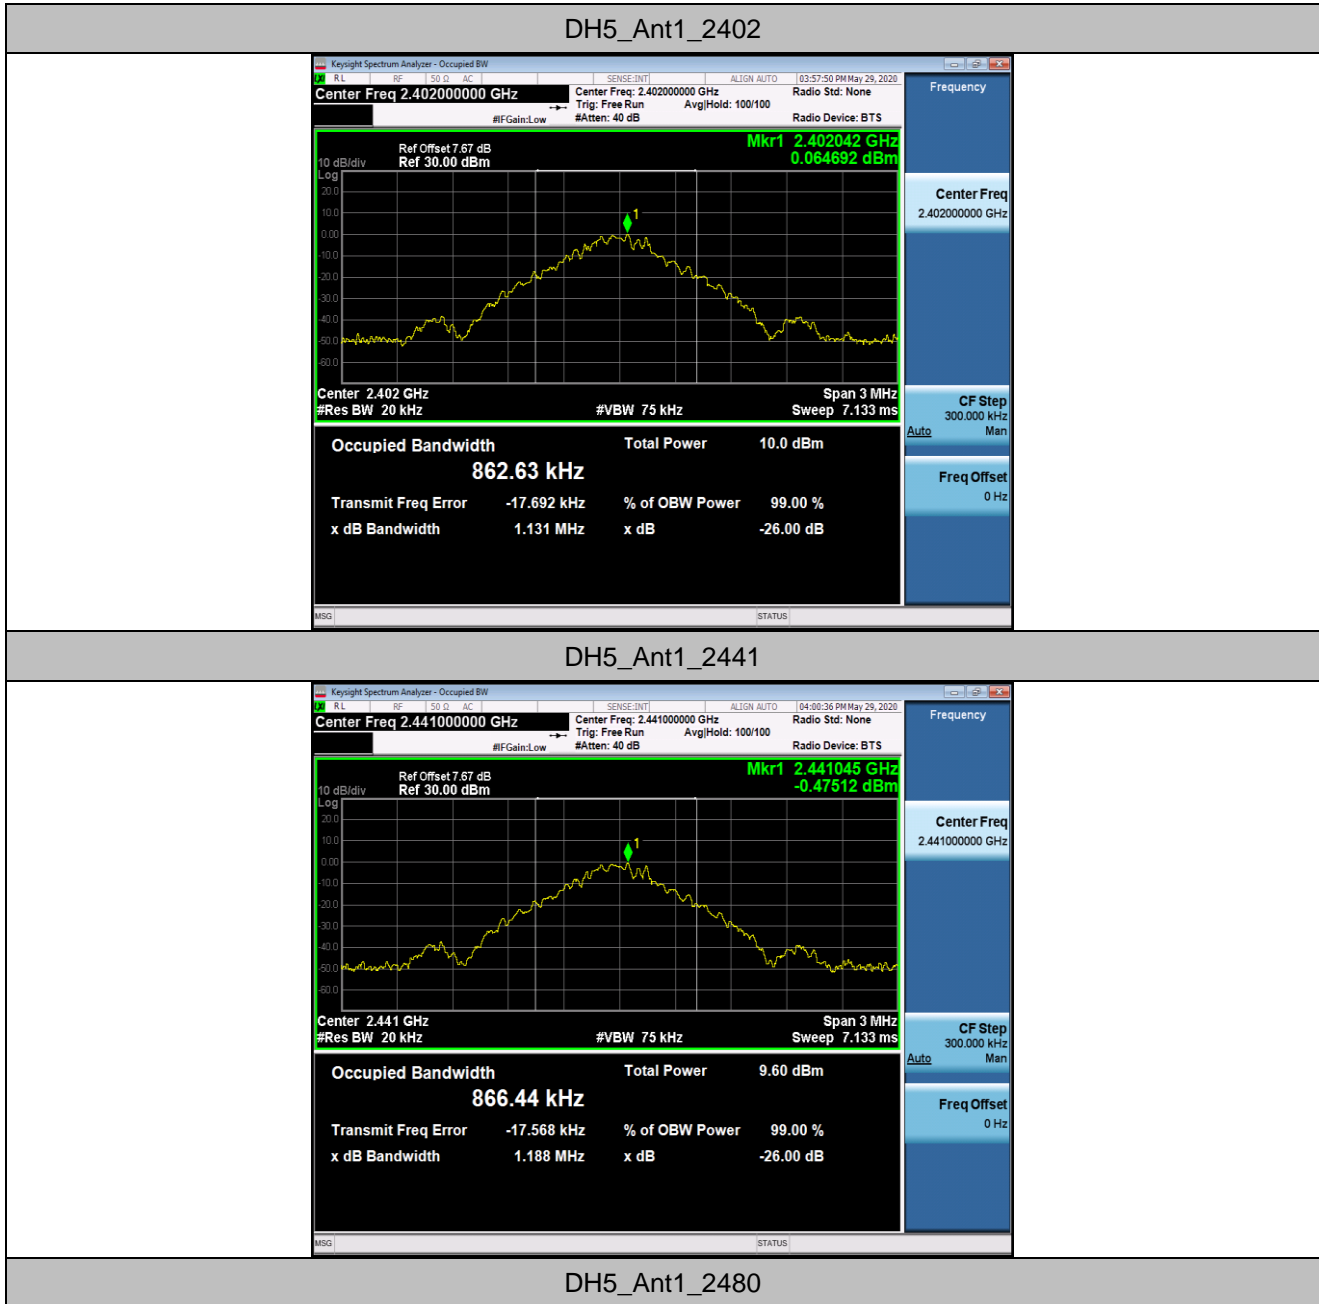 DH5_Ant1_2402
Keysight Spectrum Analyzer - Occupied BW
LXI RL RF 50 Ω AC SENSE:INT ALIGN AUTO 03:57:50 PM May 29, 2020
Center Freq 2.402000000 GHz Center Freq: 2.402000000 GHz Radio Std: None
Trig: Free Run Avg|Hold: 100/100
#IFGain:Low #Atten: 40 dB Radio Device: BTS
Frequency
Mkr1 2.402042 GHz
0.064692 dBm
Ref Offset 7.67 dB
10 dB/div Ref 30.00 dBm
Log
20.0
10.0
0.00
-10.0
-20.0
-30.0
-40.0
-50.0
-60.0
1
Center 2.402 GHz Span 3 MHz
#Res BW 20 kHz #VBW 75 kHz Sweep 7.133 ms
Center Freq
2.402000000 GHz
CF Step
300.000 kHz
Auto Man
Freq Offset
0 Hz
Occupied Bandwidth Total Power 10.0 dBm
862.63 kHz
Transmit Freq Error -17.692 kHz % of OBW Power 99.00 %
x dB Bandwidth 1.131 MHz x dB -26.00 dB
MSG STATUS
DH5_Ant1_2441
Keysight Spectrum Analyzer - Occupied BW
LXI RL RF 50 Ω AC SENSE:INT ALIGN AUTO 04:00:36 PM May 29, 2020
Center Freq 2.441000000 GHz Center Freq: 2.441000000 GHz Radio Std: None
Trig: Free Run Avg|Hold: 100/100
#IFGain:Low #Atten: 40 dB Radio Device: BTS
Frequency
Mkr1 2.441045 GHz
-0.47512 dBm
Ref Offset 7.67 dB
10 dB/div Ref 30.00 dBm
Log
20.0
10.0
0.00
-10.0
-20.0
-30.0
-40.0
-50.0
-60.0
1
Center 2.441 GHz Span 3 MHz
#Res BW 20 kHz #VBW 75 kHz Sweep 7.133 ms
Center Freq
2.441000000 GHz
CF Step
300.000 kHz
Auto Man
Freq Offset
0 Hz
Occupied Bandwidth Total Power 9.60 dBm
866.44 kHz
Transmit Freq Error -17.568 kHz % of OBW Power 99.00 %
x dB Bandwidth 1.188 MHz x dB -26.00 dB
MSG STATUS
DH5_Ant1_2480